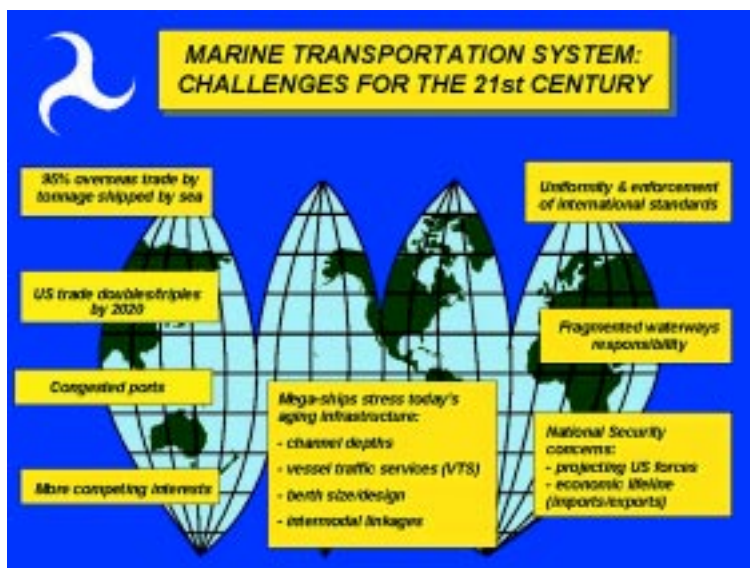 MARINE TRANSPORTATION SYSTEM:
CHALLENGES FOR THE 21st CENTURY
95% overseas trade by
tonnage shipped by sea
US trade doubles/triples
by 2020
Congested ports
More competing interests
Mega-ships stress today's
aging infrastructure:
- channel depths
- vessel traffic services (VTS)
- berth size/design
- intermodal linkages
Uniformity & enforcement
of international standards
Fragmented waterways
responsibility
National Security
concerns:
- projecting US forces
- economic lifeline
(imports/exports)